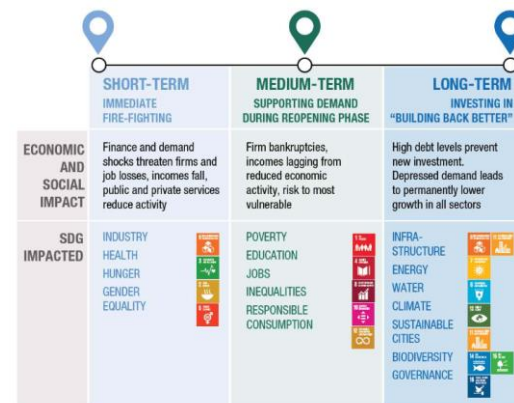 SHORT-TERM
IMMEDIATE
FIRE-FIGHTING
MEDIUM-TERM
SUPPORTING DEMAND
DURING REOPENING PHASE
LONG-TERM
INVESTING IN
“BUILDING BACK BETTER”
ECONOMIC
AND
SOCIAL
IMPACT
Finance and demand
shocks threaten firms and
job losses, incomes fall,
public and private services
reduce activity
Firm bankruptcies,
incomes lagging from
reduced economic
activity, risk to most
vulnerable
High debt levels prevent
new investment.
Depressed demand leads
to permanently lower
growth in all sectors
SDG
IMPACTED
INDUSTRY
HEALTH
HUNGER
GENDER
EQUALITY
POVERTY
EDUCATION
JOBS
INEQUALITIES
RESPONSIBLE
CONSUMPTION
INFRA-
STRUCTURE
ENERGY
WATER
CLIMATE
SUSTAINABLE
CITIES
BIODIVERSITY
GOVERNANCE